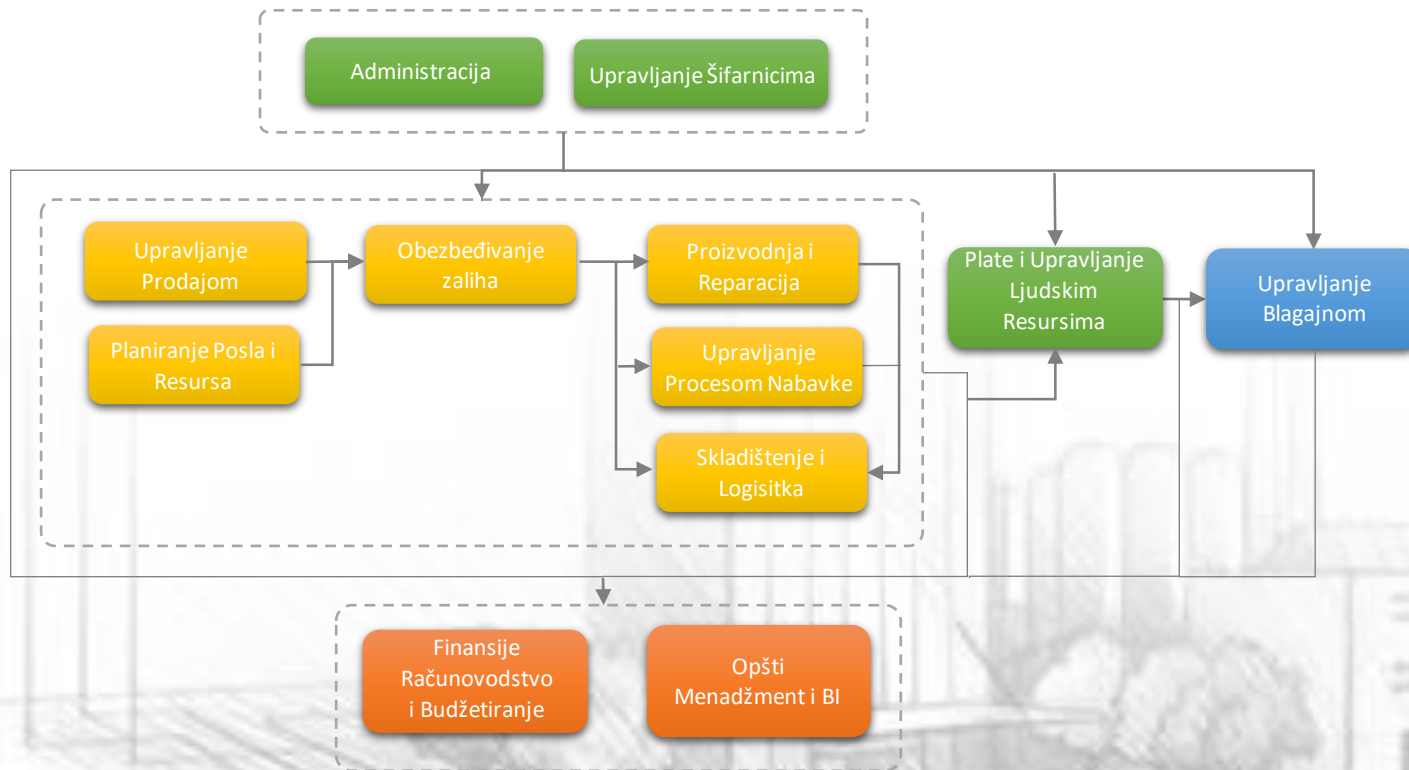 Administracija
Upravljanje Šifarnicima
Upravljanje
Prodajom
Obezbeđivanje
zaliha
Proizvodnja i
Reparacija
Plate i Upravljanje
Ljudskim
Resursima
Upravljanje
Blagajnom
Planiranje Posla i
Resursa
Upravljanje
Procesom Nabavke
Skladištenje i
Logisitka
Finansije
Računovodstvo
i Budžetiranje
Opšti
Menadžment i BI